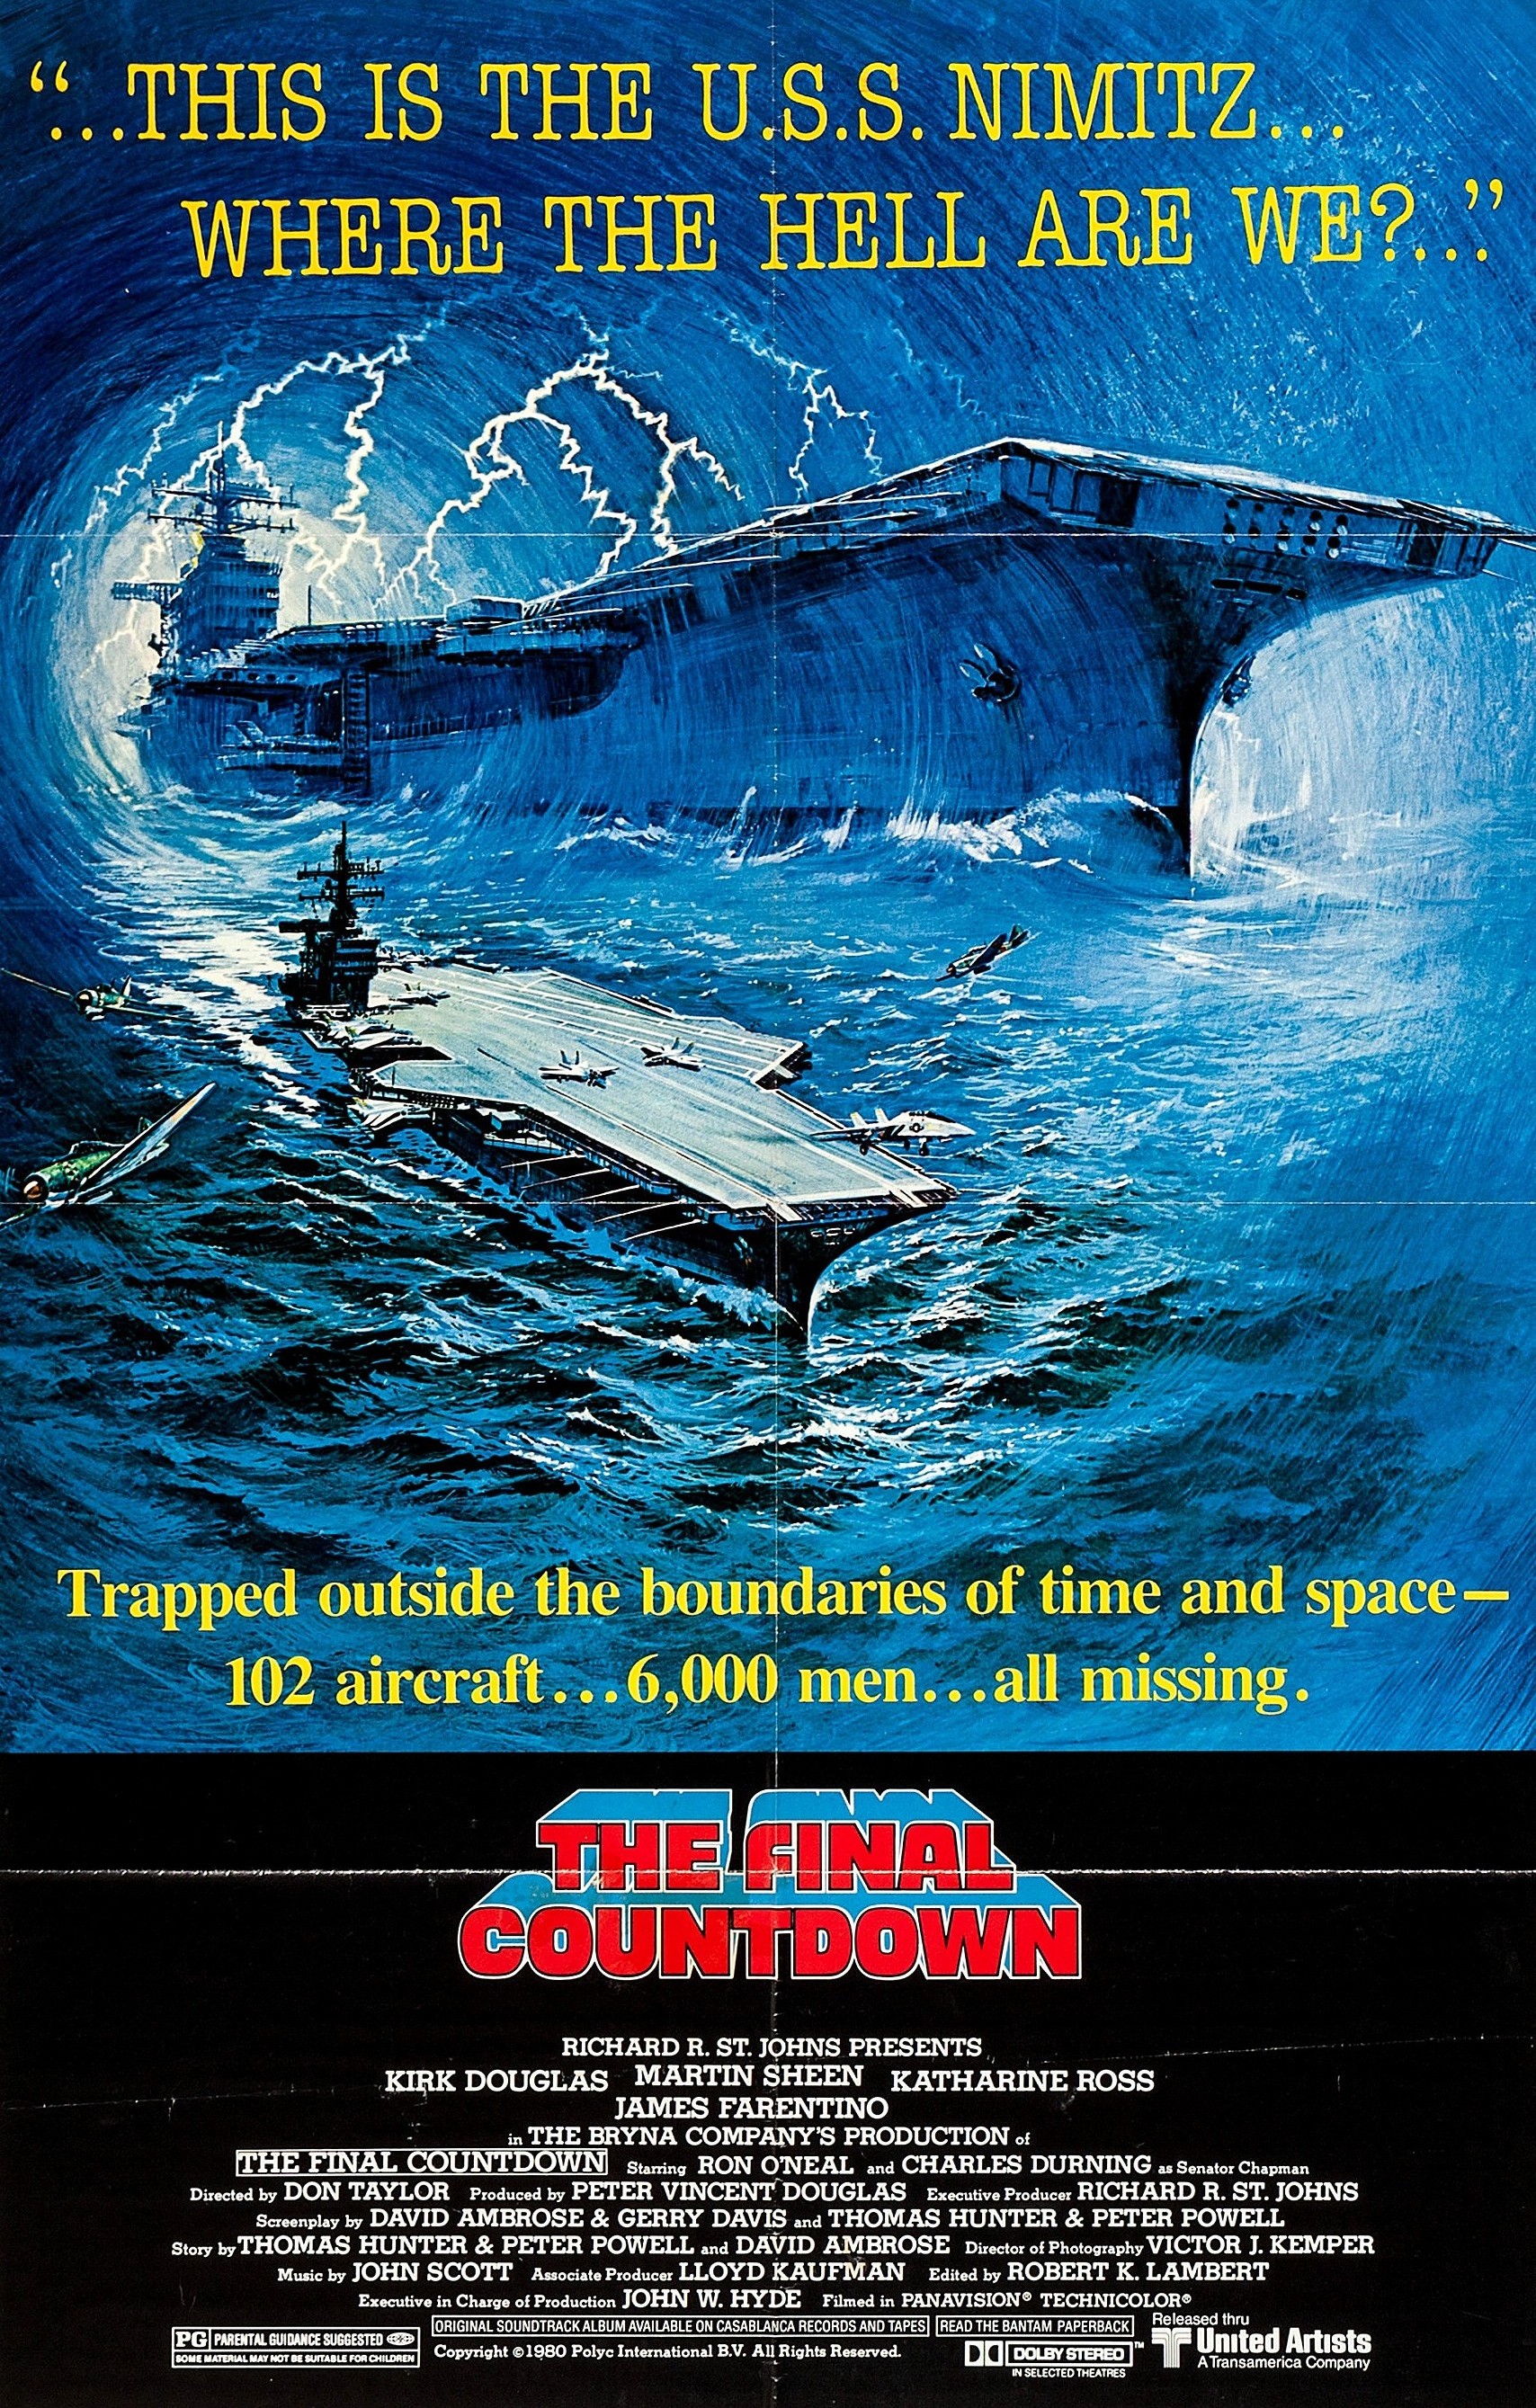 “...THIS IS THE U.S.S. NIMITZ...
WHERE THE HELL ARE WE?...”
Trapped outside the boundaries of time and space—
102 aircraft...6,000 men...all missing.
THE FINAL
COUNTDOWN
RICHARD R. ST. JOHNS PRESENTS
KIRK DOUGLAS MARTIN SHEEN KATHARINE ROSS
JAMES FARENTINO
in THE BRYNA COMPANY'S PRODUCTION of
THE FINAL COUNTDOWN Starring RON O'NEAL and CHARLES DURNING as Senator Chapman
Directed by DON TAYLOR Produced by PETER VINCENT DOUGLAS Executive Producer RICHARD R. ST. JOHNS
Screenplay by DAVID AMBROSE & GERRY DAVIS and THOMAS HUNTER & PETER POWELL
Story by THOMAS HUNTER & PETER POWELL and DAVID AMBROSE Director of Photography VICTOR J. KEMPER
Music by JOHN SCOTT Associate Producer LLOYD KAUFMAN Edited by ROBERT K. LAMBERT
Executive in Charge of Production JOHN W. HYDE Filmed in PANAVISION® TECHNICOLOR®
PG PARENTAL GUIDANCE SUGGESTED
SOME MATERIAL MAY NOT BE SUITABLE FOR CHILDREN
ORIGINAL SOUNDTRACK ALBUM AVAILABLE ON CASABLANCA RECORDS AND TAPES READ THE BANTAM PAPERBACK
Copyright ©1980 Polyc International B.V. All Rights Reserved.
DOLBY STEREO™
IN SELECTED THEATRES
Released thru
United Artists
A Transamerica Company